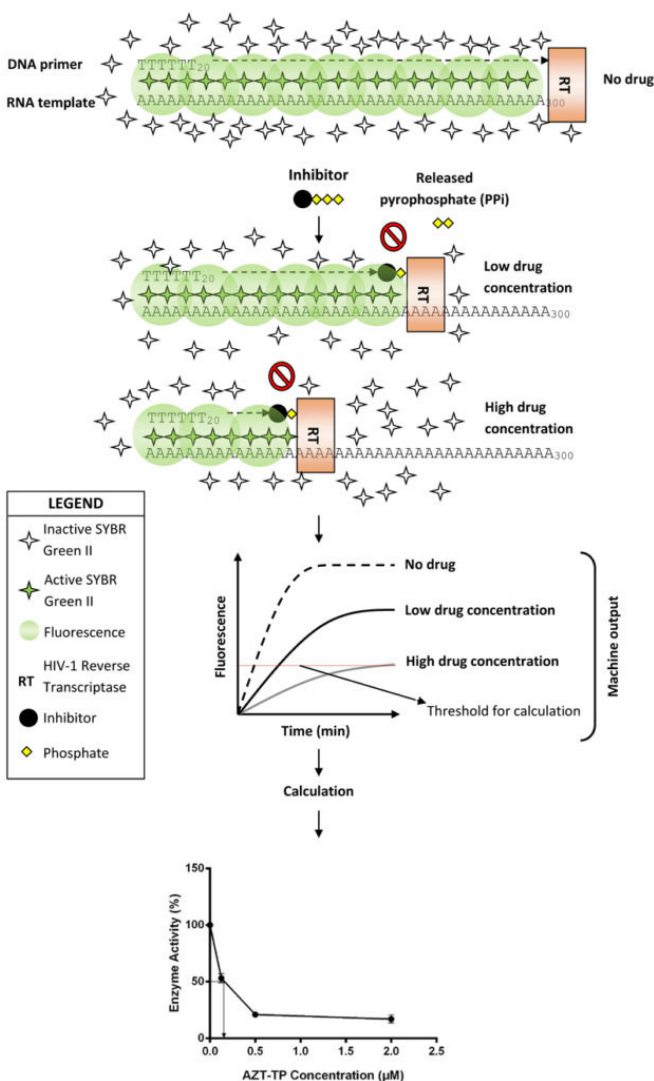 DNA primer
TTTTTT20
RT
No drug
RNA template
AAAAAAAAAAAAAAAAAAAAAAAAAAAAAAAAAAAAAAAA300
Inhibitor
Released
pyrophosphate (PPi)
TTTTTT20
RT
Low drug
concentration
AAAAAAAAAAAAAAAAAAAAAAAAAAAAAAAAAAAAAAAA300
TTTTTT20
RT
High drug
concentration
AAAAAAAAAAAAAAAAAAAAAAAAAAAAAAAAAAAAAAAA300
LEGEND
Inactive SYBR
Green II
Active SYBR
Green II
Fluorescence
RT
HIV-1 Reverse
Transcriptase
Inhibitor
Phosphate
Fluorescence
No drug
Low drug concentration
High drug concentration
Threshold for calculation
Time (min)
Machine output
Calculation
Enzyme Activity (%)
150
100
50
0
0.0 0.5 1.0 1.5 2.0 2.5
AZT-TP Concentration (µM)